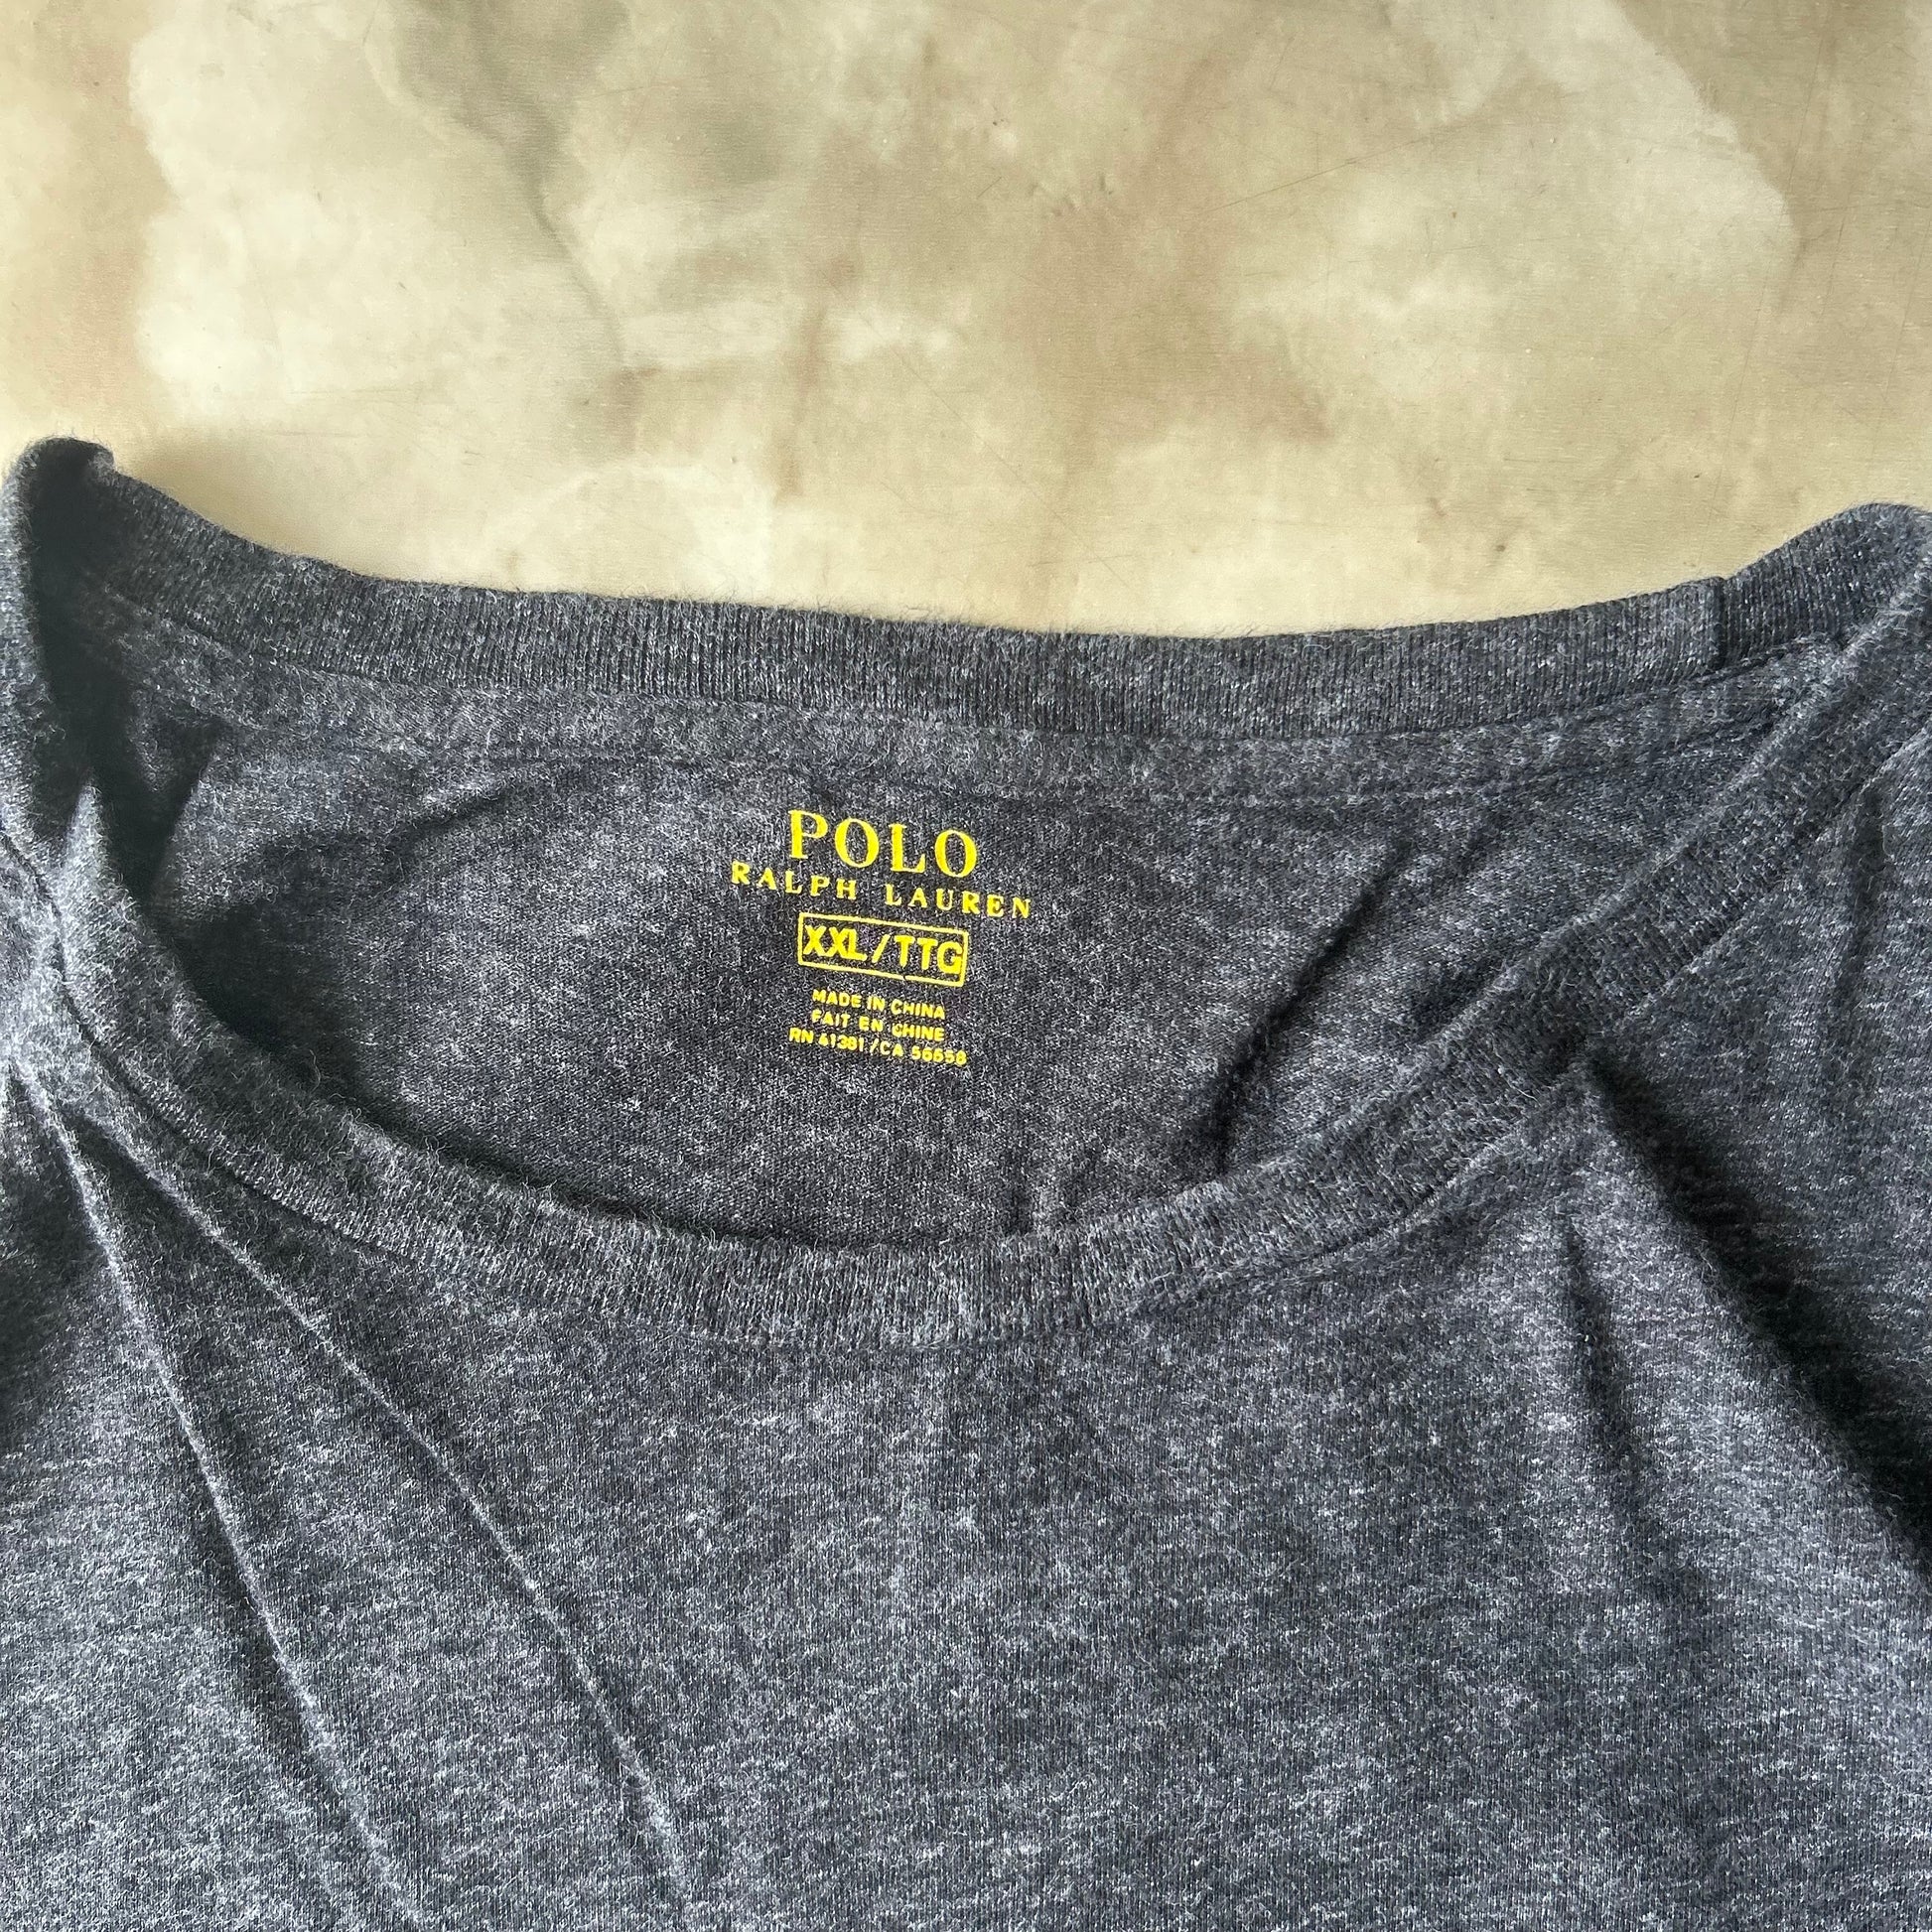 POLO
RALPH LAUREN
XXL/TTG
MADE IN CHINA
FAIT EN CHINE
RN 41381/CA 56658